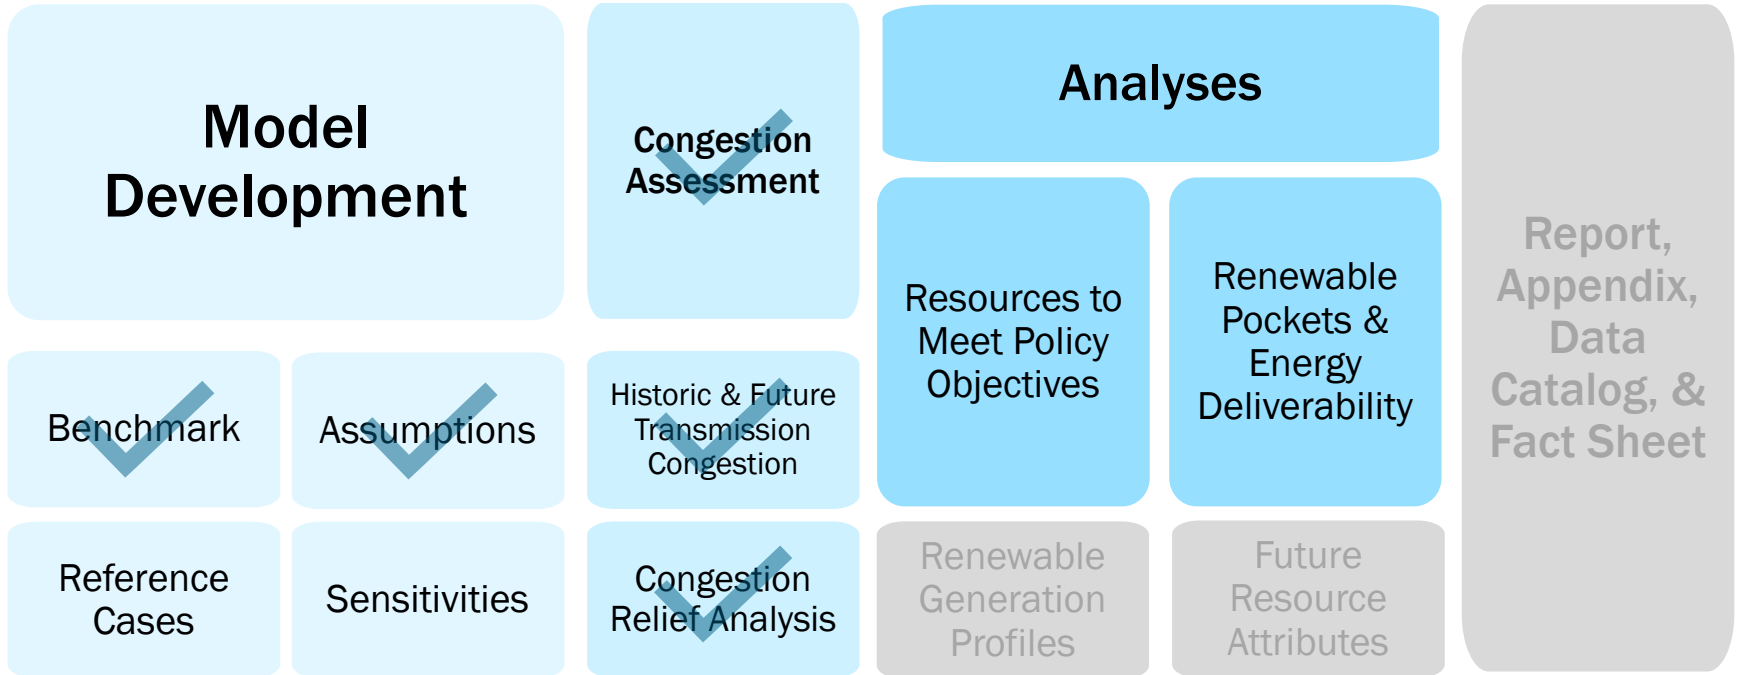 Model
Development
Benchmark
Assumptions
Reference
Cases
Sensitivities
Congestion
Assessment
Historic & Future
Transmission
Congestion
Congestion
Relief Analysis
Analyses
Resources to
Meet Policy
Objectives
Renewable
Pockets &
Energy
Deliverability
Renewable
Generation
Profiles
Future
Resource
Attributes
Report,
Appendix,
Data
Catalog, &
Fact Sheet